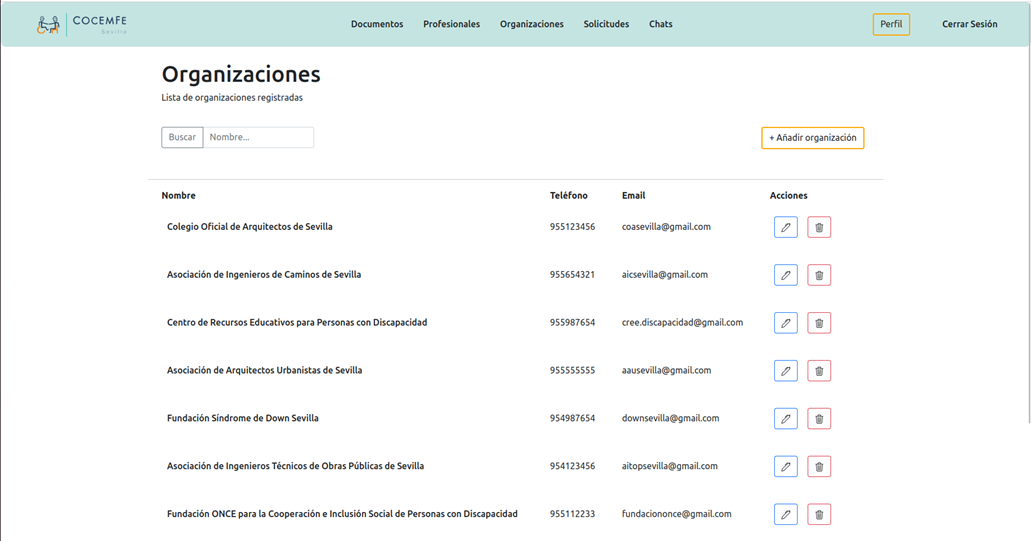 COCEMFE
Sevilla
Documentos Profesionales Organizaciones Solicitudes Chats Perfil Cerrar Sesión
Organizaciones
Lista de organizaciones registradas
Buscar Nombre... + Añadir organización
Nombre Teléfono Email Acciones
Colegio Oficial de Arquitectos de Sevilla 955123456 coasevilla@gmail.com
Asociación de Ingenieros de Caminos de Sevilla 955654321 aicsevilla@gmail.com
Centro de Recursos Educativos para Personas con Discapacidad 955987654 cree.discapacidad@gmail.com
Asociación de Arquitectos Urbanistas de Sevilla 955555555 aausevilla@gmail.com
Fundación Síndrome de Down Sevilla 954987654 downsevilla@gmail.com
Asociación de Ingenieros Técnicos de Obras Públicas de Sevilla 954123456 aitopsevilla@gmail.com
Fundación ONCE para la Cooperación e Inclusión Social de Personas con Discapacidad 955112233 fundaciononce@gmail.com